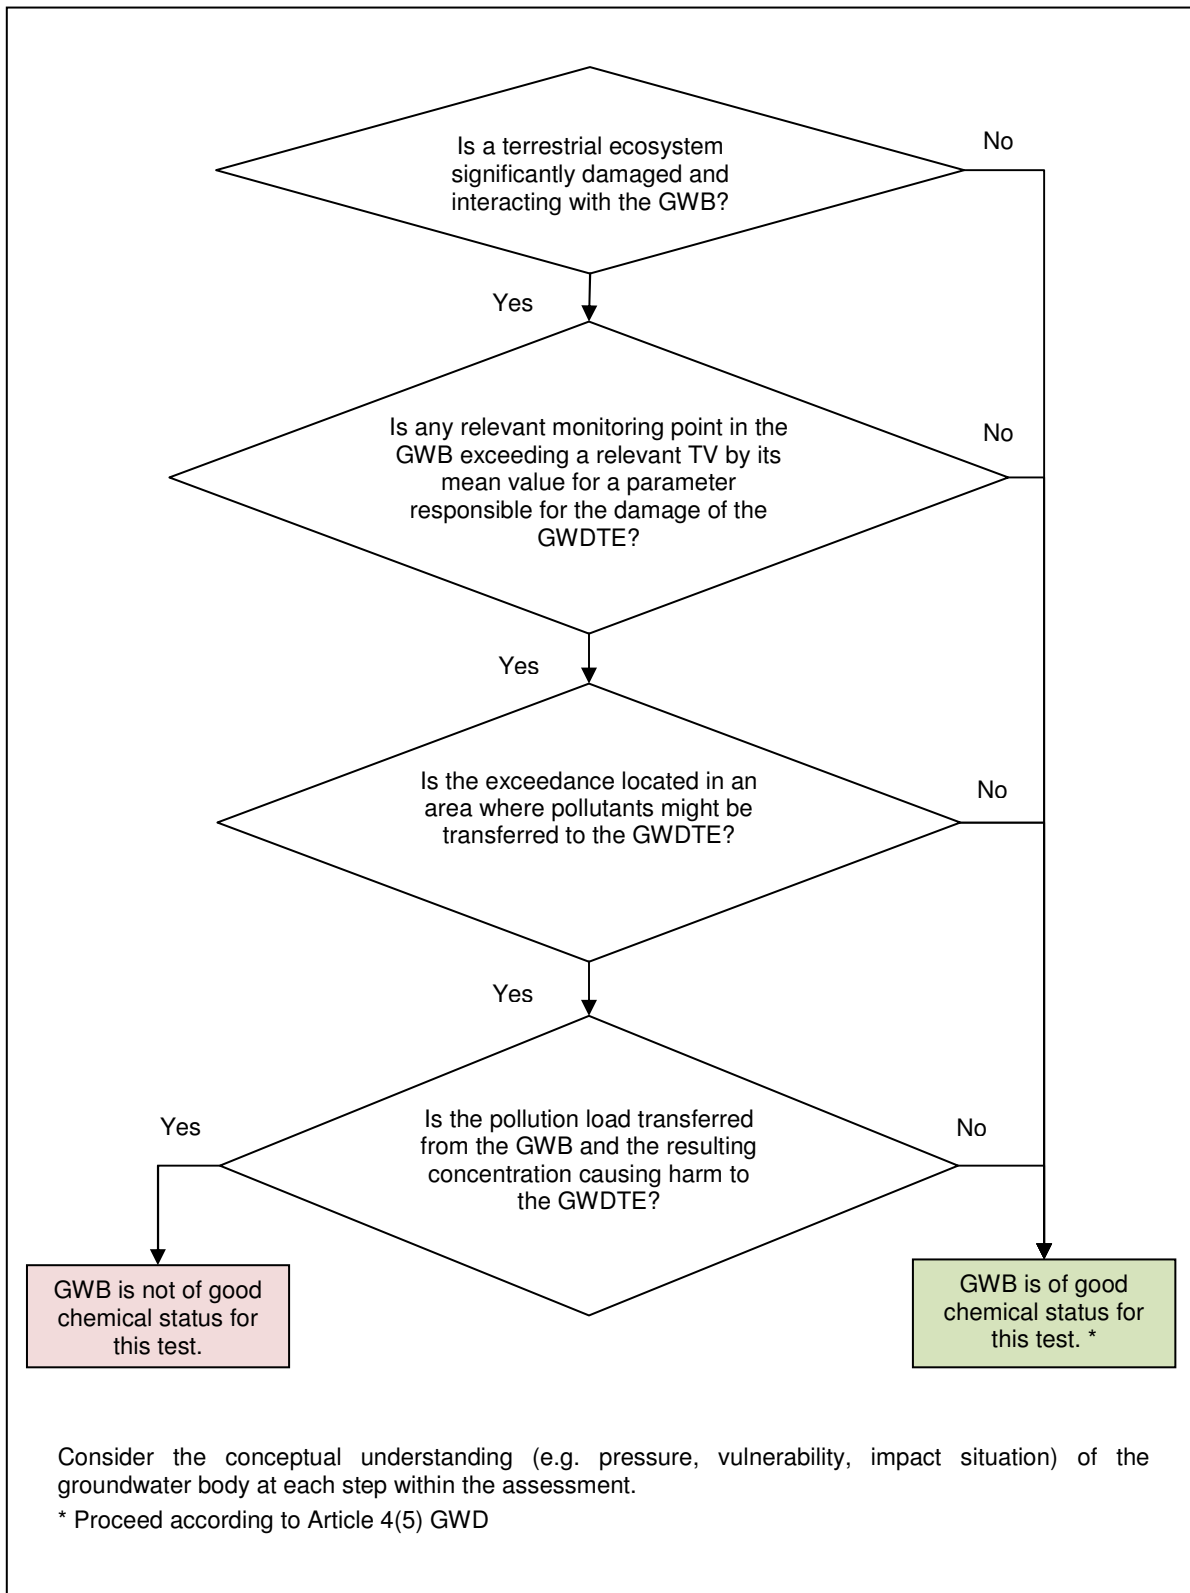 Is a terrestrial ecosystem
significantly damaged and
interacting with the GWB?
No
Yes
Is any relevant monitoring point in the
GWB exceeding a relevant TV by its
mean value for a parameter
responsible for the damage of the
GWDTE?
No
Yes
Is the exceedance located in an
area where pollutants might be
transferred to the GWDTE?
No
Yes
Is the pollution load transferred
from the GWB and the resulting
concentration causing harm to
the GWDTE?
Yes
No
GWB is not of good
chemical status for
this test.
GWB is of good
chemical status for
this test. *
Consider the conceptual understanding (e.g. pressure, vulnerability, impact situation) of the
groundwater body at each step within the assessment.
* Proceed according to Article 4(5) GWD